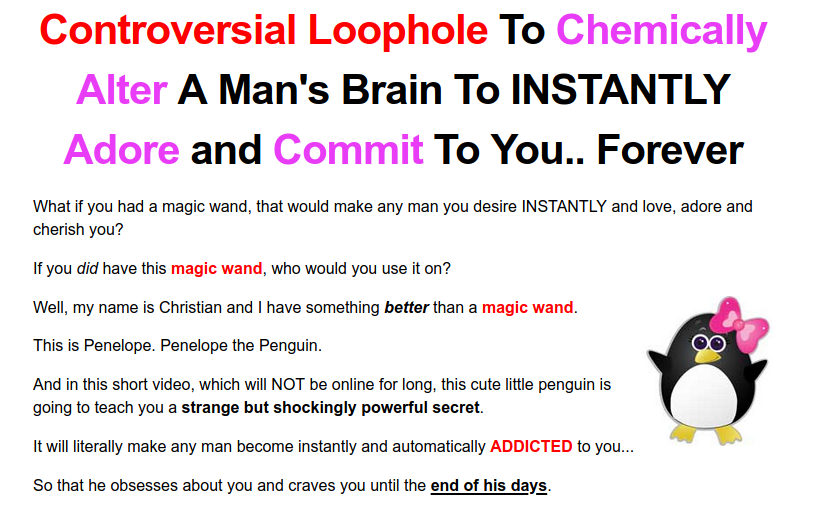 Controversial Loophole To Chemically
Alter A Man's Brain To INSTANTLY
Adore and Commit To You.. Forever
What if you had a magic wand, that would make any man you desire INSTANTLY and love, adore and
cherish you?
If you did have this magic wand, who would you use it on?
Well, my name is Christian and I have something better than a magic wand.
This is Penelope. Penelope the Penguin.
And in this short video, which will NOT be online for long, this cute little penguin is
going to teach you a strange but shockingly powerful secret.
It will literally make any man become instantly and automatically ADDICTED to you...
So that he obsesses about you and craves you until the end of his days.